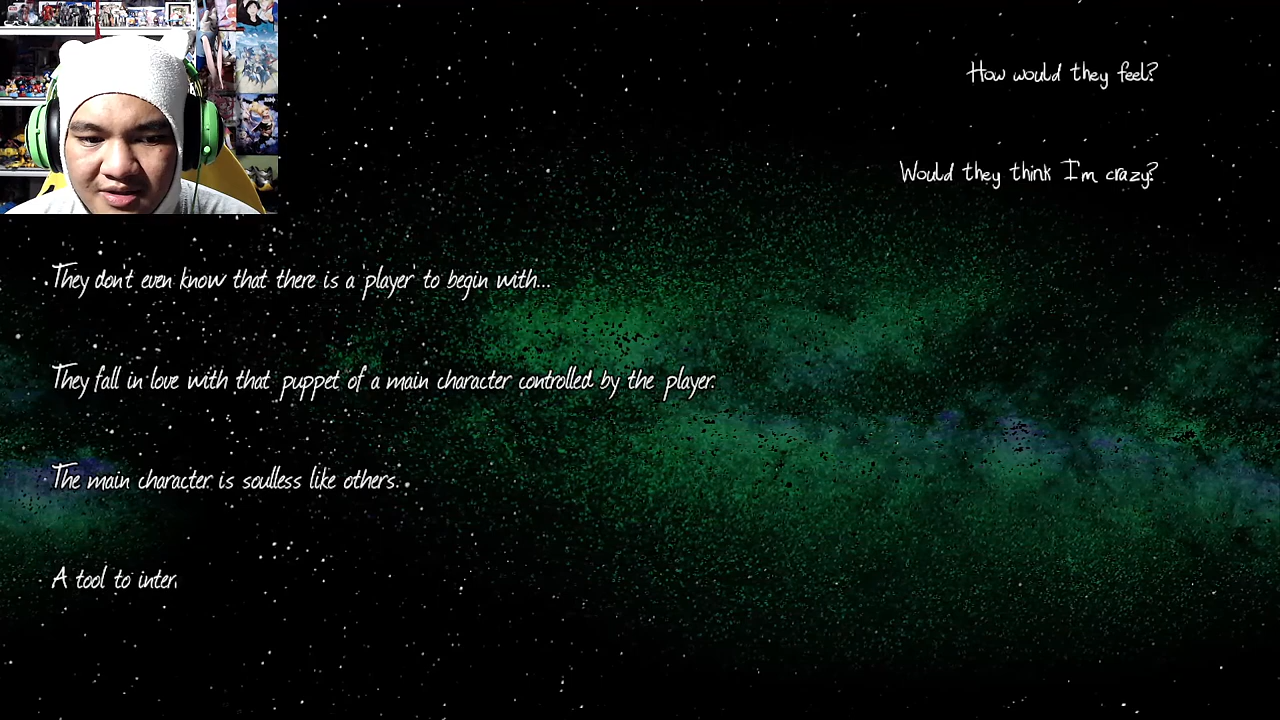 How would they feel?
Would they think I'm crazy?
They don't even know that there is a 'player' to begin with...
They fall in love with that puppet of a main character controlled by the player.
The main character is soulless like others.
A tool to inter